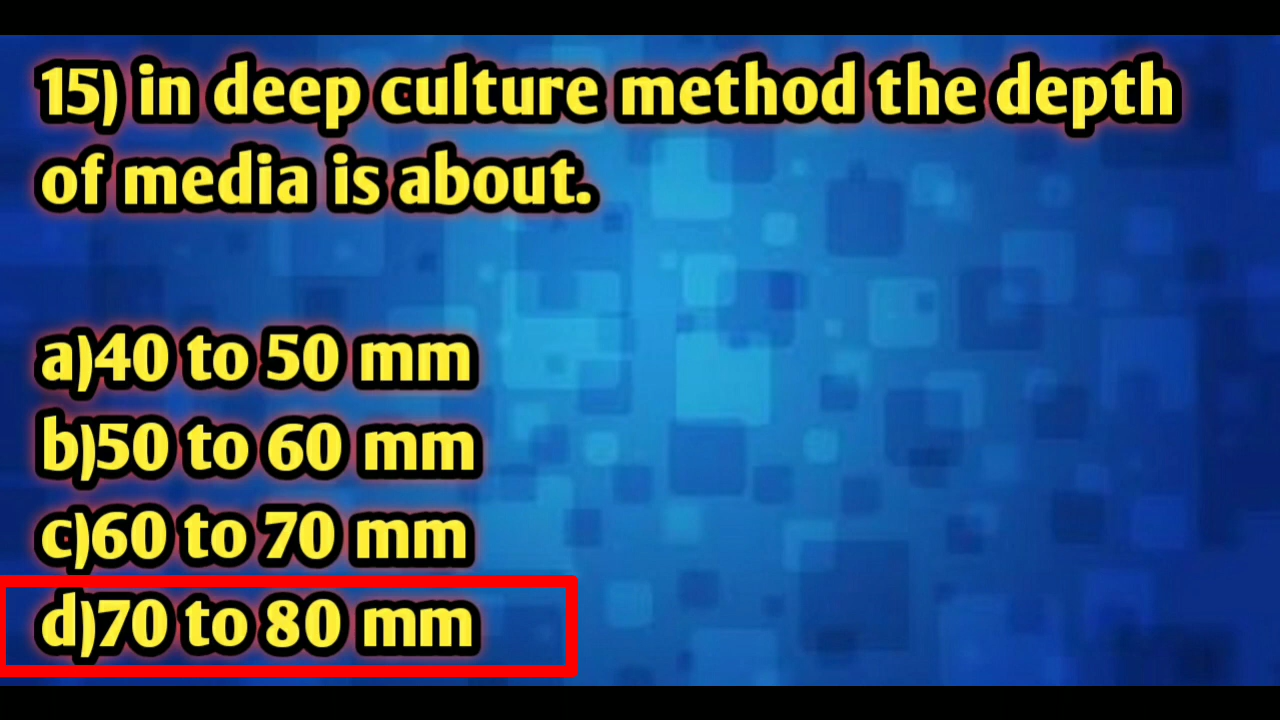 15) in deep culture method the depth
of media is about.
a)40 to 50 mm
b)50 to 60 mm
c)60 to 70 mm
d)70 to 80 mm